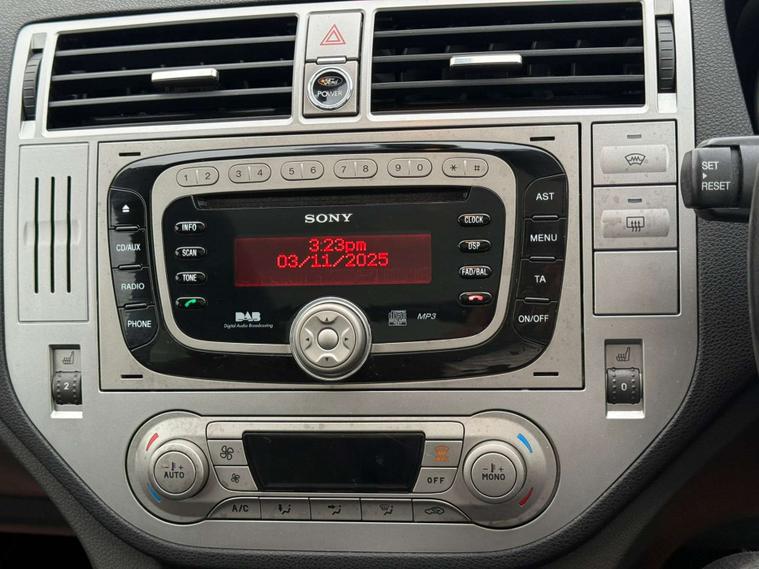 Ford
POWER
1 2
3 4
5 6
7 8
9 0
* #
SONY
INFO
SCAN
TONE
CLOCK
DSP
FAD/BAL
CD/AUX
RADIO
PHONE
AST
MENU
TA
ON/OFF
3:23pm
03/11/2025
DAB
Digital Audio Broadcasting
MP3
SET
RESET
2
0
- +
AUTO
A/C
OFF
- +
MONO